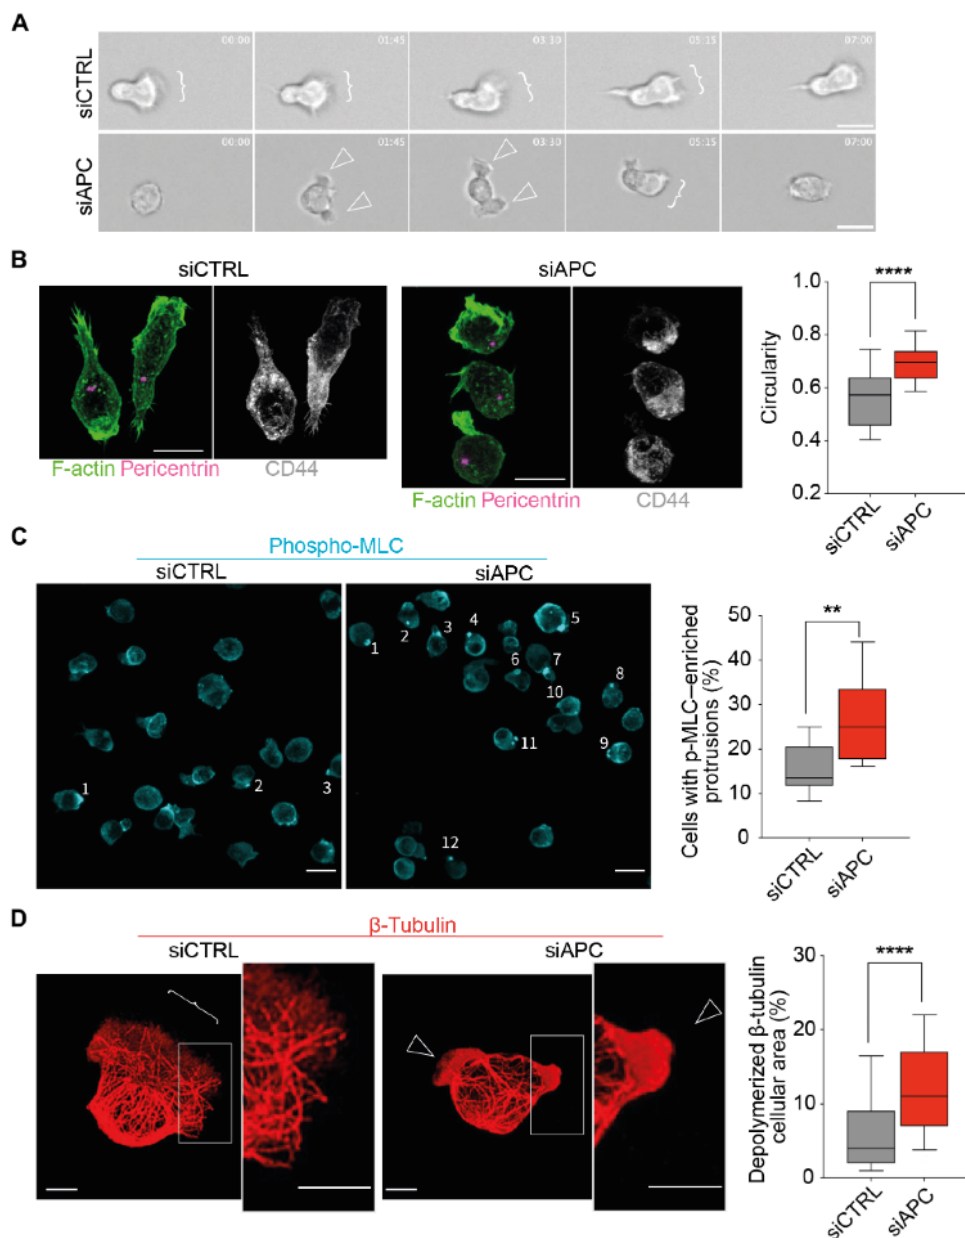 A
siCTRL
00:00
01:45
03:30
05:15
07:00
siAPC
00:00
01:45
03:30
05:15
07:00
B
siCTRL
siAPC
F-actin Pericentrin
CD44
F-actin Pericentrin
CD44
Circularity
1.0
0.8
0.6
0.4
0.2
****
siCTRL
siAPC
C
Phospho-MLC
siCTRL
siAPC
1
2
3
1
2
3
4
5
6
7
8
9
10
11
12
Cells with p-MLC–enriched
protrusions (%)
50
40
30
20
10
0
**
siCTRL
siAPC
D
β-Tubulin
siCTRL
siAPC
Depolymerized β-tubulin
cellular area (%)
30
20
10
0
****
siCTRL
siAPC